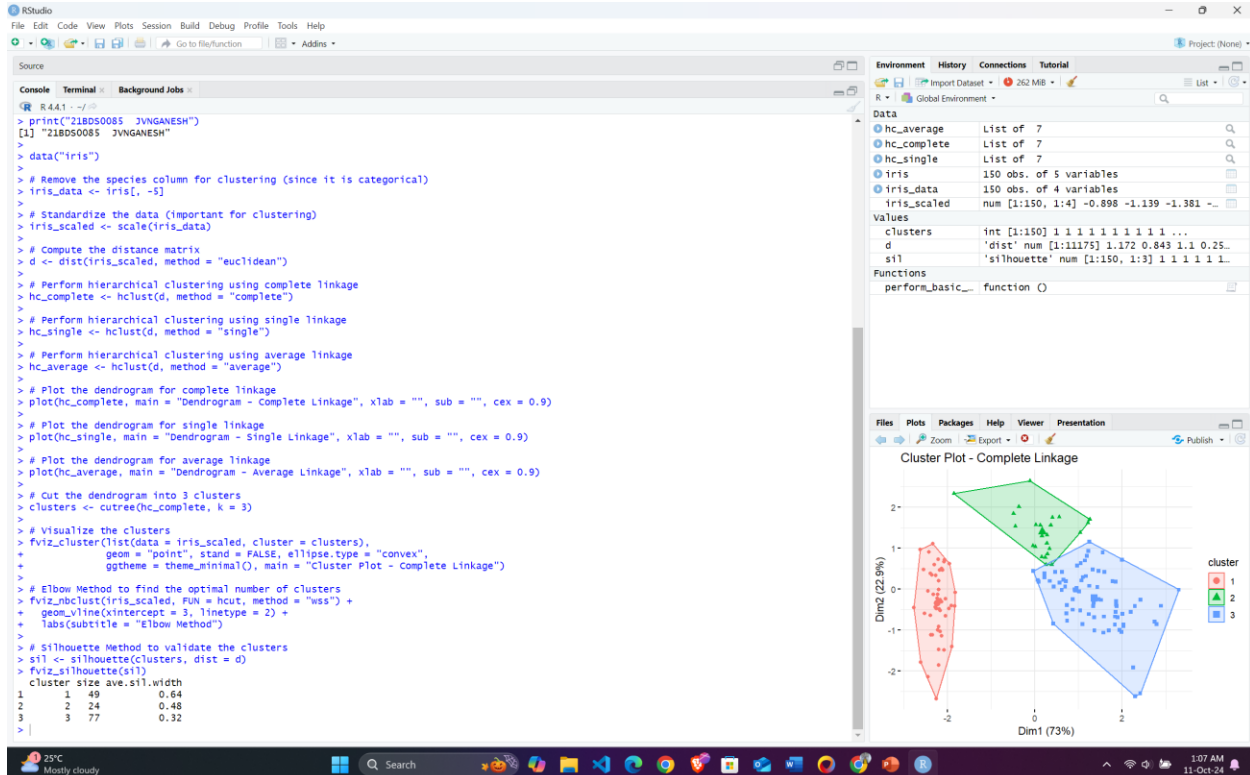 RStudio
File Edit Code View Plots Session Build Debug Profile Tools Help
Go to file/function
Addins
Project: (None)
Source
Console Terminal Background Jobs
R 4.4.1 · ~/
> print("21BDS0085  JVNGANESH")
[1] "21BDS0085  JVNGANESH"
>
> data("iris")
>
> # Remove the species column for clustering (since it is categorical)
> iris_data <- iris[, -5]
>
> # Standardize the data (important for clustering)
> iris_scaled <- scale(iris_data)
>
> # Compute the distance matrix
> d <- dist(iris_scaled, method = "euclidean")
>
> # Perform hierarchical clustering using complete linkage
> hc_complete <- hclust(d, method = "complete")
>
> # Perform hierarchical clustering using single linkage
> hc_single <- hclust(d, method = "single")
>
> # Perform hierarchical clustering using average linkage
> hc_average <- hclust(d, method = "average")
>
> # Plot the dendrogram for complete linkage
> plot(hc_complete, main = "Dendrogram - Complete Linkage", xlab = "", sub = "", cex = 0.9)
>
> # Plot the dendrogram for single linkage
> plot(hc_single, main = "Dendrogram - Single Linkage", xlab = "", sub = "", cex = 0.9)
>
> # Plot the dendrogram for average linkage
> plot(hc_average, main = "Dendrogram - Average Linkage", xlab = "", sub = "", cex = 0.9)
>
> # Cut the dendrogram into 3 clusters
> clusters <- cutree(hc_complete, k = 3)
>
> # Visualize the clusters
> fviz_cluster(list(data = iris_scaled, cluster = clusters),
+              geom = "point", stand = FALSE, ellipse.type = "convex",
+              ggtheme = theme_minimal(), main = "Cluster Plot - Complete Linkage")
>
> # Elbow Method to find the optimal number of clusters
> fviz_nbclust(iris_scaled, FUN = hcut, method = "wss") +
+   geom_vline(xintercept = 3, linetype = 2) +
+   labs(subtitle = "Elbow Method")
>
> # Silhouette Method to validate the clusters
> sil <- silhouette(clusters, dist = d)
> fviz_silhouette(sil)
  cluster size ave.sil.width
1       1   49          0.64
2       2   24          0.48
3       3   77          0.32
>
Environment History Connections Tutorial
Import Dataset 262 MiB List
R Global Environment
Data
hc_average List of 7
hc_complete List of 7
hc_single List of 7
iris 150 obs. of 5 variables
iris_data 150 obs. of 4 variables
iris_scaled num [1:150, 1:4] -0.898 -1.139 -1.381 -…
Values
clusters int [1:150] 1 1 1 1 1 1 1 1 1 1 ...
d 'dist' num [1:11175] 1.172 0.843 1.1 0.25…
sil 'silhouette' num [1:150, 1:3] 1 1 1 1 1 1…
Functions
perform_basic_… function ()
Files Plots Packages Help Viewer Presentation
Zoom Export Publish
Cluster Plot - Complete Linkage
2
1
0
-1
-2
Dim2 (22.9%)
-2 0 2
Dim1 (73%)
cluster
1
2
3
25°C
Mostly cloudy
Search
1:07 AM
11-Oct-24